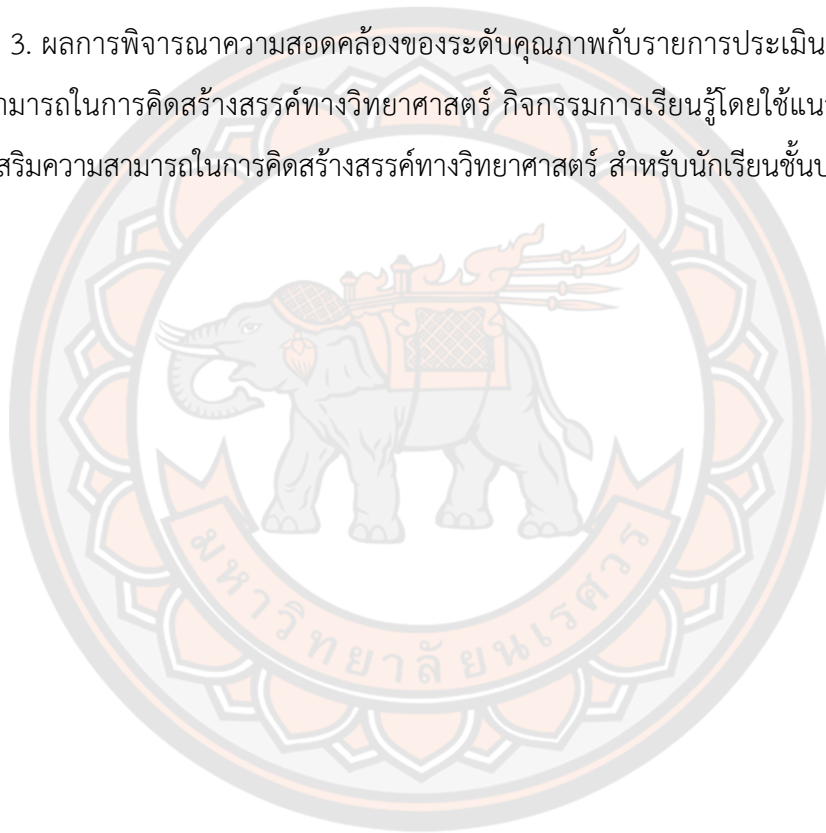 3. ผลการพิจารณาความสอดคล้องของระดับคุณภาพกับรายการประเมิน
ามารถในการคิดสร้างสรรค์ทางวิทยาศาสตร์ กิจกรรมการเรียนรู้โดยใช้แน
เสริมความสามารถในการคิดสร้างสรรค์ทางวิทยาศาสตร์ สำหรับนักเรียนชั้นป
มหาวิทยาลัยนเรศวร